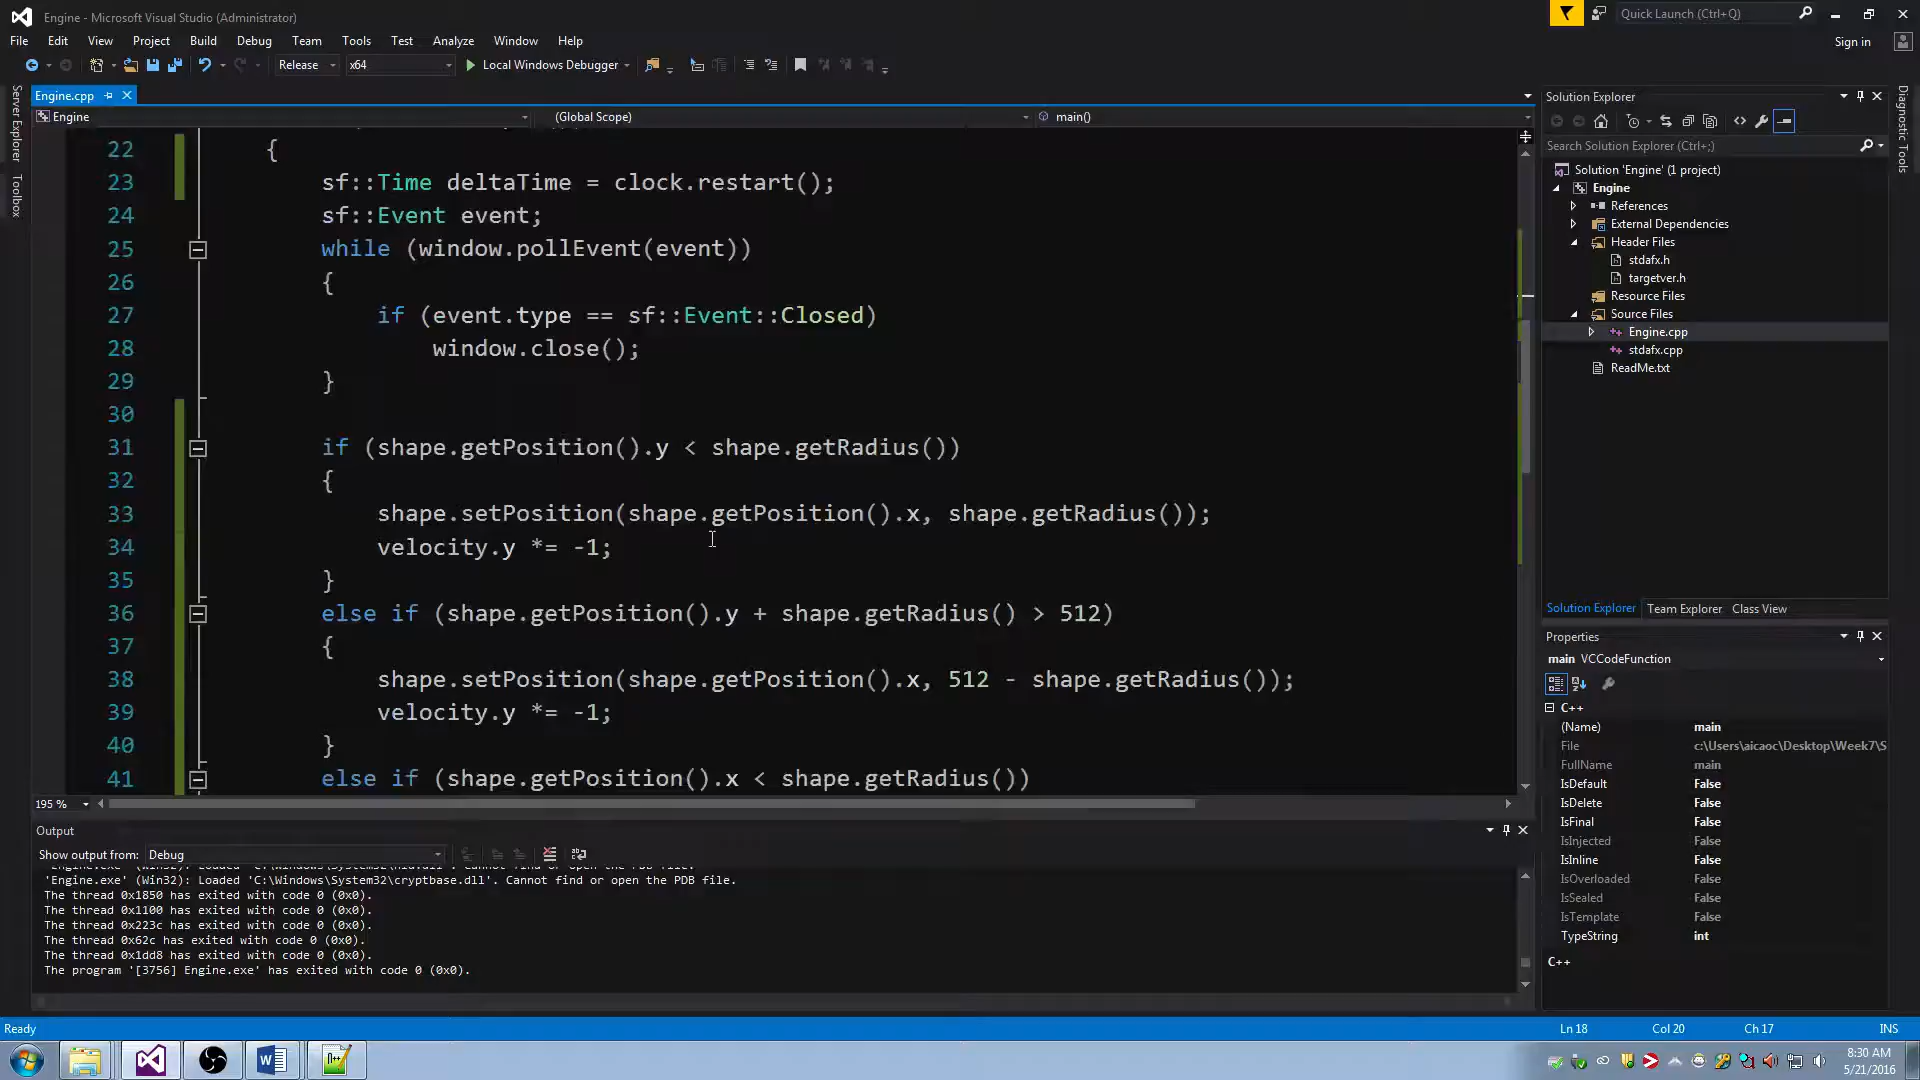 Engine - Microsoft Visual Studio (Administrator)
Quick Launch (Ctrl+Q)
File Edit View Project Build Debug Team Tools Test Analyze Window Help
Sign in
Release x64 Local Windows Debugger
Server Explorer
Toolbox
Engine.cpp
Engine (Global Scope) main()
22 {
23 sf::Time deltaTime = clock.restart();
24 sf::Event event;
25 while (window.pollEvent(event))
26 {
27 if (event.type == sf::Event::Closed)
28 window.close();
29 }
30
31 if (shape.getPosition().y < shape.getRadius())
32 {
33 shape.setPosition(shape.getPosition().x, shape.getRadius());
34 velocity.y *= -1;
35 }
36 else if (shape.getPosition().y + shape.getRadius() > 512)
37 {
38 shape.setPosition(shape.getPosition().x, 512 - shape.getRadius());
39 velocity.y *= -1;
40 }
41 else if (shape.getPosition().x < shape.getRadius())
195 %
Output
Show output from: Debug
'Engine.exe' (Win32): Loaded 'C:\Windows\System32\cryptbase.dll'. Cannot find or open the PDB file.
The thread 0x1850 has exited with code 0 (0x0).
The thread 0x1100 has exited with code 0 (0x0).
The thread 0x223c has exited with code 0 (0x0).
The thread 0x62c has exited with code 0 (0x0).
The thread 0x1dd8 has exited with code 0 (0x0).
The program '[3756] Engine.exe' has exited with code 0 (0x0).
Solution Explorer
Search Solution Explorer (Ctrl+;)
Solution 'Engine' (1 project)
Engine
References
External Dependencies
Header Files
stdafx.h
targetver.h
Resource Files
Source Files
Engine.cpp
stdafx.cpp
ReadMe.txt
Solution Explorer Team Explorer Class View
Diagnostic Tools
Properties
main VCCodeFunction
C++
(Name) main
File c:\Users\aicaoc\Desktop\Week7\S
FullName main
IsDefault False
IsDelete False
IsFinal False
IsInjected False
IsInline False
IsOverloaded False
IsSealed False
IsTemplate False
TypeString int
C++
Ready Ln 18 Col 20 Ch 17 INS
8:30 AM
5/21/2016